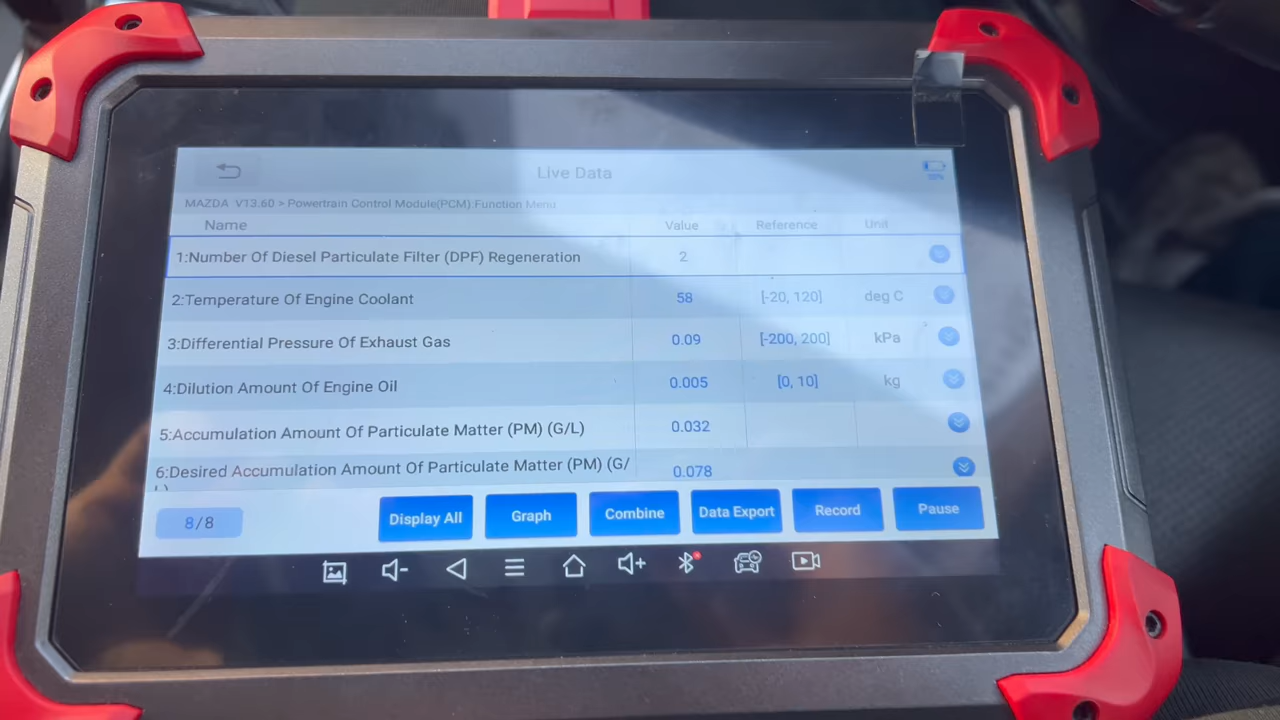 Live Data
MAZDA V13.60 > Powertrain Control Module(PCM):Function Menu
Name Value Reference Unit
1:Number Of Diesel Particulate Filter (DPF) Regeneration 2
2:Temperature Of Engine Coolant 58 [-20, 120] deg C
3:Differential Pressure Of Exhaust Gas 0.09 [-200, 200] kPa
4:Dilution Amount Of Engine Oil 0.005 [0, 10] kg
5:Accumulation Amount Of Particulate Matter (PM) (G/L) 0.032
6:Desired Accumulation Amount Of Particulate Matter (PM) (G/ 0.078
L)
8/8 Display All Graph Combine Data Export Record Pause